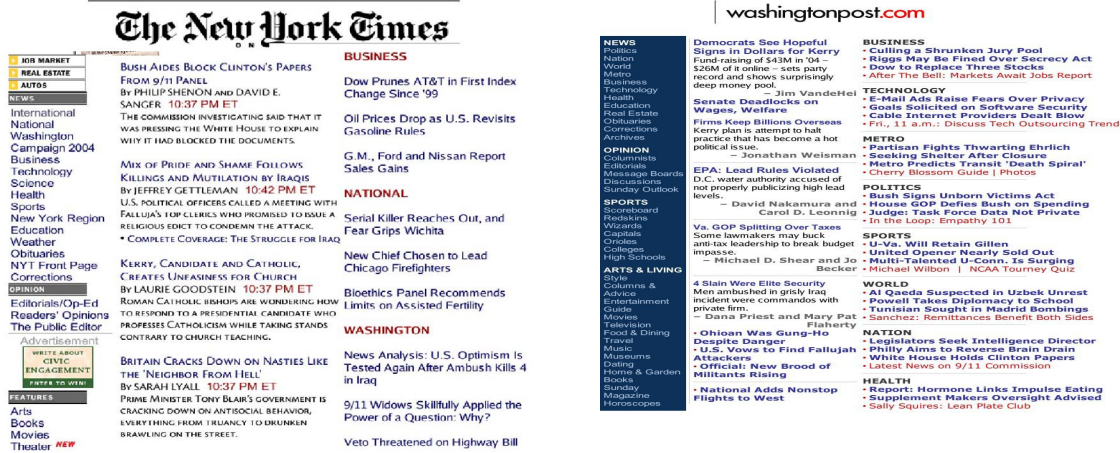 The New York Times
ON
JOB MARKET
REAL ESTATE
AUTOS
NEWS
International
National
Washington
Campaign 2004
Business
Technology
Science
Health
Sports
New York Region
Education
Weather
Obituaries
NYT Front Page
Corrections
OPINION
Editorials/Op-Ed
Readers' Opinions
The Public Editor
Advertisement
WRITE ABOUT
CIVIC
ENGAGEMENT
ENTER TO WIN!
FEATURES
Arts
Books
Movies
Theater NEW
BUSH AIDES BLOCK CLINTON'S PAPERS
FROM 9/11 PANEL
BY PHILIP SHENON AND DAVID E.
SANGER 10:37 PM ET
THE COMMISSION INVESTIGATING SAID THAT IT
WAS PRESSING THE WHITE HOUSE TO EXPLAIN
WHY IT HAD BLOCKED THE DOCUMENTS.
MIX OF PRIDE AND SHAME FOLLOWS
KILLINGS AND MUTILATION BY IRAQIS
BY JEFFREY GETTLEMAN 10:42 PM ET
U.S. POLITICAL OFFICERS CALLED A MEETING WITH
FALLUJA'S TOP CLERICS WHO PROMISED TO ISSUE A
RELIGIOUS EDICT TO CONDEMN THE ATTACK.
* COMPLETE COVERAGE: THE STRUGGLE FOR IRAQ
KERRY, CANDIDATE AND CATHOLIC,
CREATES UNEASINESS FOR CHURCH
BY LAURIE GOODSTEIN 10:37 PM ET
ROMAN CATHOLIC BISHOPS ARE WONDERING HOW
TO RESPOND TO A PRESIDENTIAL CANDIDATE WHO
PROFESSES CATHOLICISM WHILE TAKING STANDS
CONTRARY TO CHURCH TEACHING.
BRITAIN CRACKS DOWN ON NASTIES LIKE
THE 'NEIGHBOR FROM HELL'
BY SARAH LYALL 10:37 PM ET
PRIME MINISTER TONY BLAIR'S GOVERNMENT IS
CRACKING DOWN ON ANTISOCIAL BEHAVIOR,
EVERYTHING FROM TRUANCY TO DRUNKEN
BRAWLING ON THE STREET.
BUSINESS
Dow Prunes AT&T in First Index
Change Since '99
Oil Prices Drop as U.S. Revisits
Gasoline Rules
G.M., Ford and Nissan Report
Sales Gains
NATIONAL
Serial Killer Reaches Out, and
Fear Grips Wichita
New Chief Chosen to Lead
Chicago Firefighters
Bioethics Panel Recommends
Limits on Assisted Fertility
WASHINGTON
News Analysis: U.S. Optimism Is
Tested Again After Ambush Kills 4
in Iraq
9/11 Widows Skillfully Applied the
Power of a Question: Why?
Veto Threatened on Highway Bill
washingtonpost.com
NEWS
Politics
Nation
World
Metro
Business
Technology
Health
Education
Real Estate
Obituaries
Corrections
Archives
OPINION
Columnists
Editorials
Message Boards
Discussions
Sunday Outlook
SPORTS
Scoreboard
Redskins
Wizards
Capitals
Orioles
Colleges
High Schools
ARTS & LIVING
Style
Columns &
Advice
Entertainment
Guide
Movies
Television
Food & Dining
Travel
Music
Museums
Dating
Home & Garden
Books
Sunday
Magazine
Horoscopes
Democrats See Hopeful
Signs in Dollars for Kerry
Fund-raising of $43M in '04 –
$26M of it online – sets party
record and shows surprisingly
deep money pool.
– Jim VandeHei
Senate Deadlocks on
Wages, Welfare
Firms Keep Billions Overseas
Kerry plan is attempt to halt
practice that has become a hot
political issue.
– Jonathan Weisman
EPA: Lead Rules Violated
D.C. water authority accused of
not properly publicizing high lead
levels.
– David Nakamura and
Carol D. Leonnig
Va. GOP Splitting Over Taxes
Some lawmakers may buck
anti-tax leadership to break budget
impasse.
– Michael D. Shear and Jo
Becker
4 Slain Were Elite Security
Men ambushed in grisly Iraq
incident were commandos with
private firm.
– Dana Priest and Mary Pat
Flaherty
• Ohioan Was Gung-Ho
Despite Danger
• U.S. Vows to Find Fallujah
Attackers
• Official: New Brood of
Militants Rising
• National Adds Nonstop
Flights to West
BUSINESS
• Culling a Shrunken Jury Pool
• Riggs May Be Fined Over Secrecy Act
• Dow to Replace Three Stocks
• After The Bell: Markets Await Jobs Report
TECHNOLOGY
• E-Mail Ads Raise Fears Over Privacy
• Goals Solicited on Software Security
• Cable Internet Providers Dealt Blow
• Fri., 11 a.m.: Discuss Tech Outsourcing Trend
METRO
• Partisan Fights Thwarting Ehrlich
• Seeking Shelter After Closure
• Metro Predicts Transit 'Death Spiral'
• Cherry Blossom Guide | Photos
POLITICS
• Bush Signs Unborn Victims Act
• House GOP Defies Bush on Spending
• Judge: Task Force Data Not Private
• In the Loop: Empathy 101
SPORTS
• U-Va. Will Retain Gillen
• United Opener Nearly Sold Out
• Multi-Talented U-Conn. Is Surging
• Michael Wilbon | NCAA Tourney Quiz
WORLD
• Al Qaeda Suspected in Uzbek Unrest
• Powell Takes Diplomacy to School
• Tunisian Sought in Madrid Bombings
• Sanchez: Remittances Benefit Both Sides
NATION
• Legislators Seek Intelligence Director
• Philly Aims to Reverse Brain Drain
• White House Holds Clinton Papers
• Latest News on 9/11 Commission
HEALTH
• Report: Hormone Links Impulse Eating
• Supplement Makers Oversight Advised
• Sally Squires: Lean Plate Club